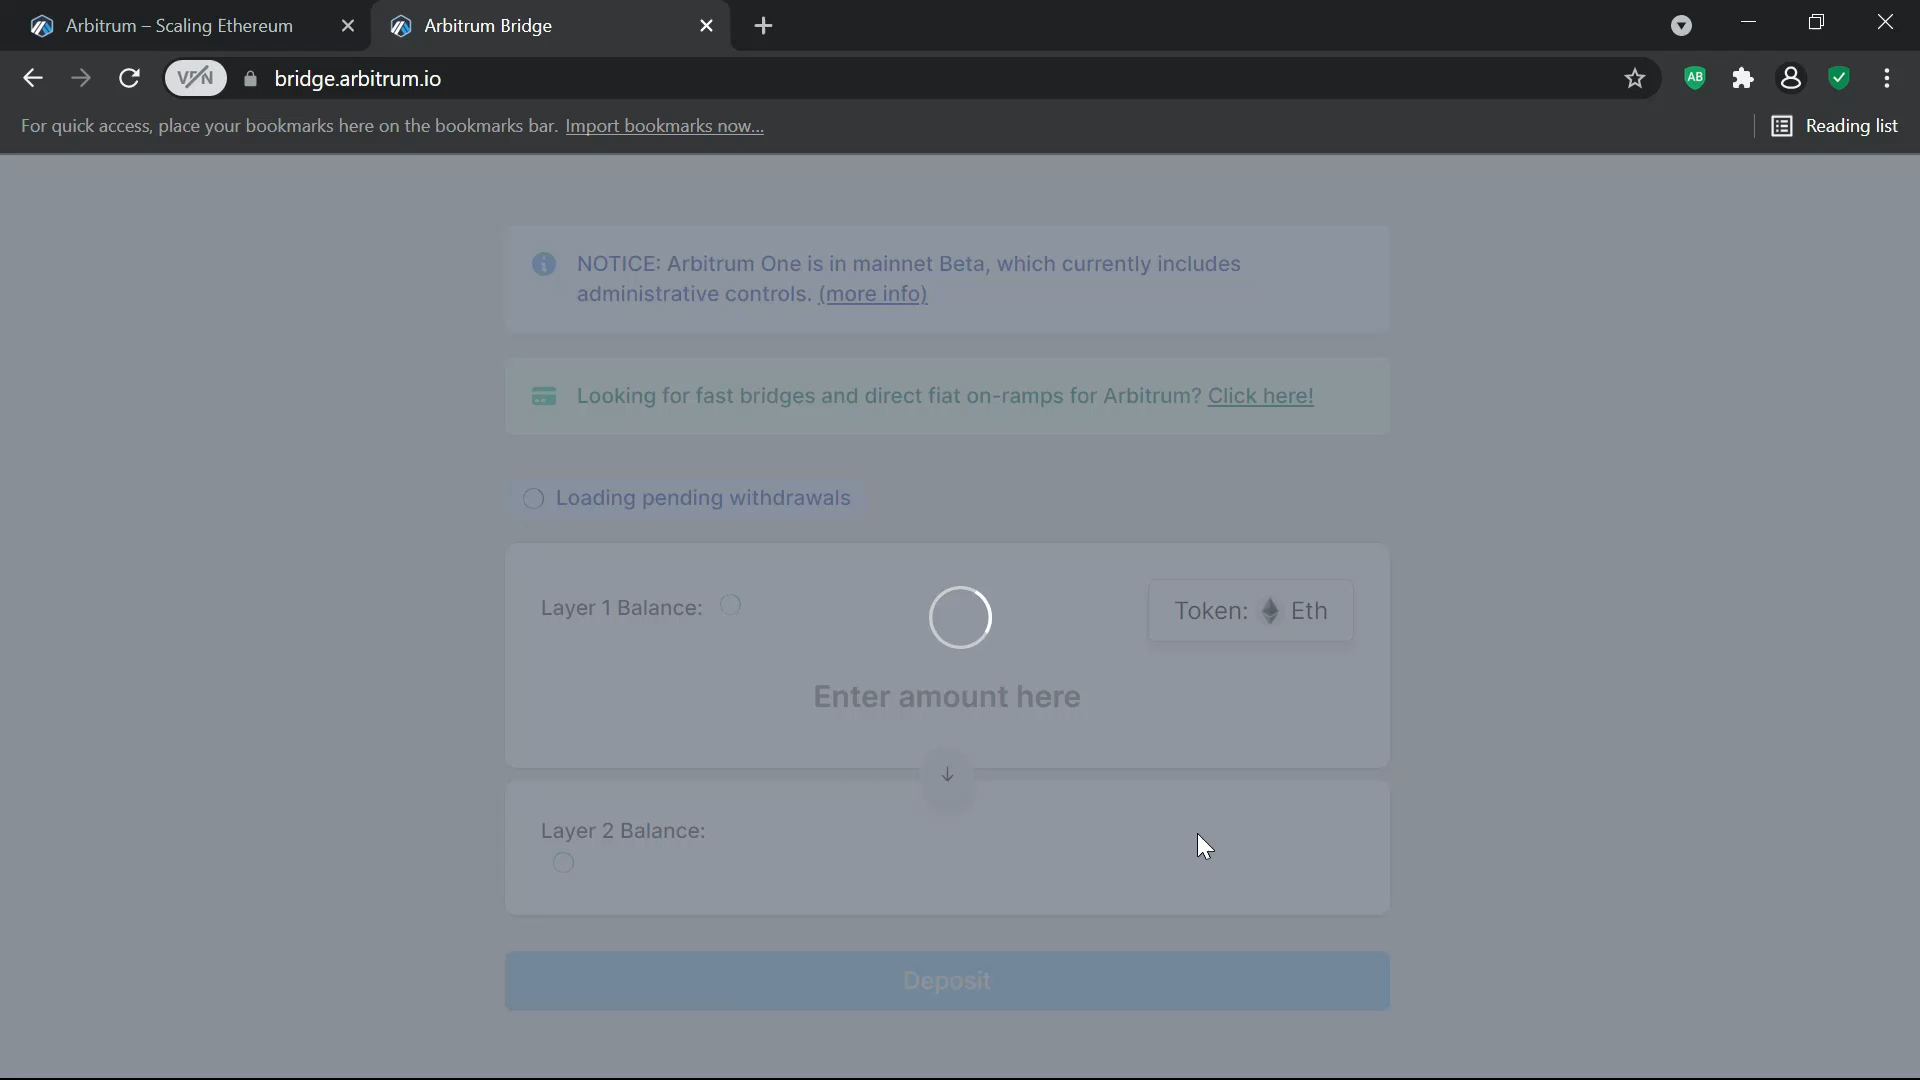 Arbitrum – Scaling Ethereum
Arbitrum Bridge
VPN
bridge.arbitrum.io
AB
For quick access, place your bookmarks here on the bookmarks bar. Import bookmarks now...
Reading list
NOTICE: Arbitrum One is in mainnet Beta, which currently includes
administrative controls. (more info)
Looking for fast bridges and direct fiat on-ramps for Arbitrum? Click here!
Loading pending withdrawals
Layer 1 Balance:
Token: Eth
Enter amount here
Layer 2 Balance:
Deposit